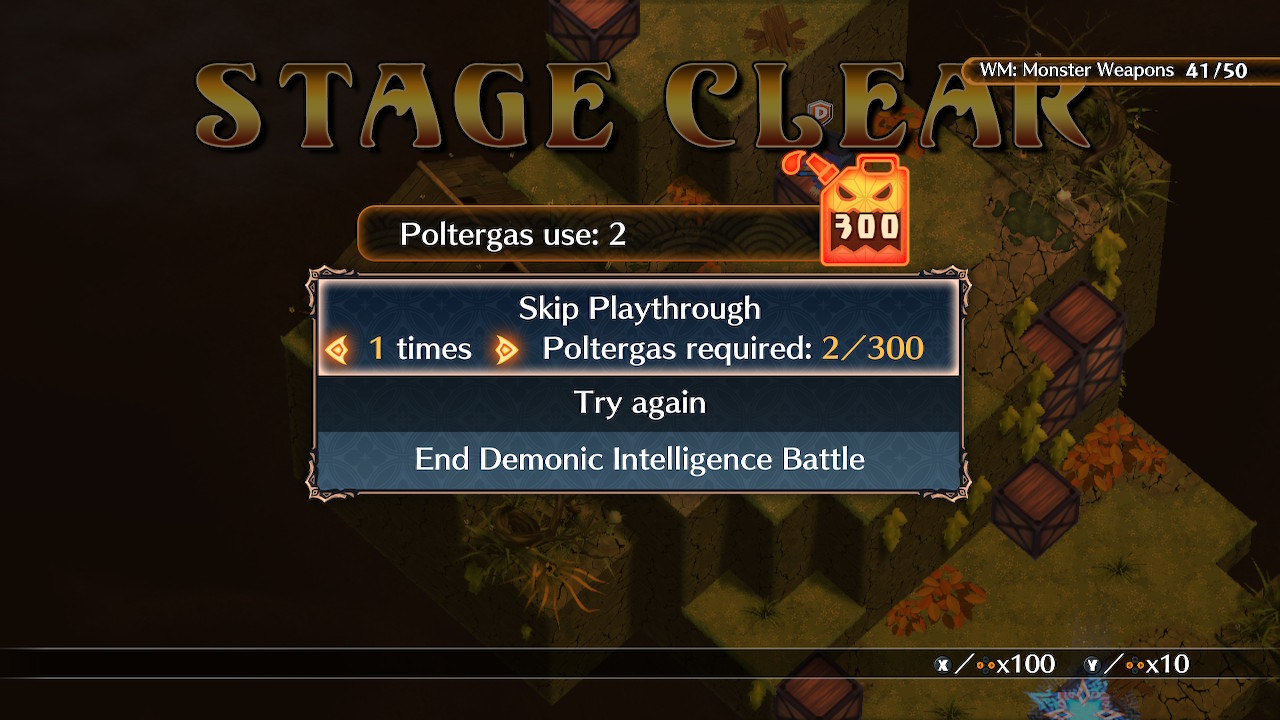 WM: Monster Weapons 41/50
STAGE CLEAR
D
Poltergas use: 2
300
Skip Playthrough
1 times Poltergas required: 2/300
Try again
End Demonic Intelligence Battle
X / x100 Y / x10